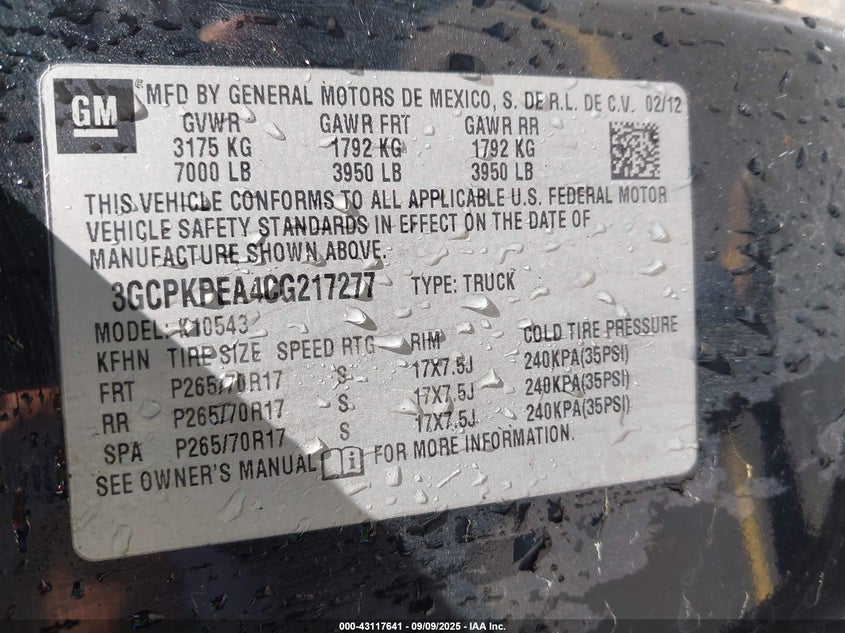 GM
® MFD BY GENERAL MOTORS DE MEXICO, S. DE R.L. DE C.V. 02/12
GVWR GAWR FRT GAWR RR
3175 KG 1792 KG 1792 KG
7000 LB 3950 LB 3950 LB
THIS VEHICLE CONFORMS TO ALL APPLICABLE U.S. FEDERAL MOTOR
VEHICLE SAFETY STANDARDS IN EFFECT ON THE DATE OF
MANUFACTURE SHOWN ABOVE.
3GCPKPEA4CG217277 TYPE: TRUCK
MODEL: K10543
KFHN TIRE SIZE SPEED RTG RIM COLD TIRE PRESSURE
FRT P265/70R17 S 17X7.5J 240KPA(35PSI)
RR P265/70R17 S 17X7.5J 240KPA(35PSI)
SPA P265/70R17 S 17X7.5J 240KPA(35PSI)
SEE OWNER'S MANUAL FOR MORE INFORMATION.
000-43117641 - 09/09/2025 - IAA Inc.